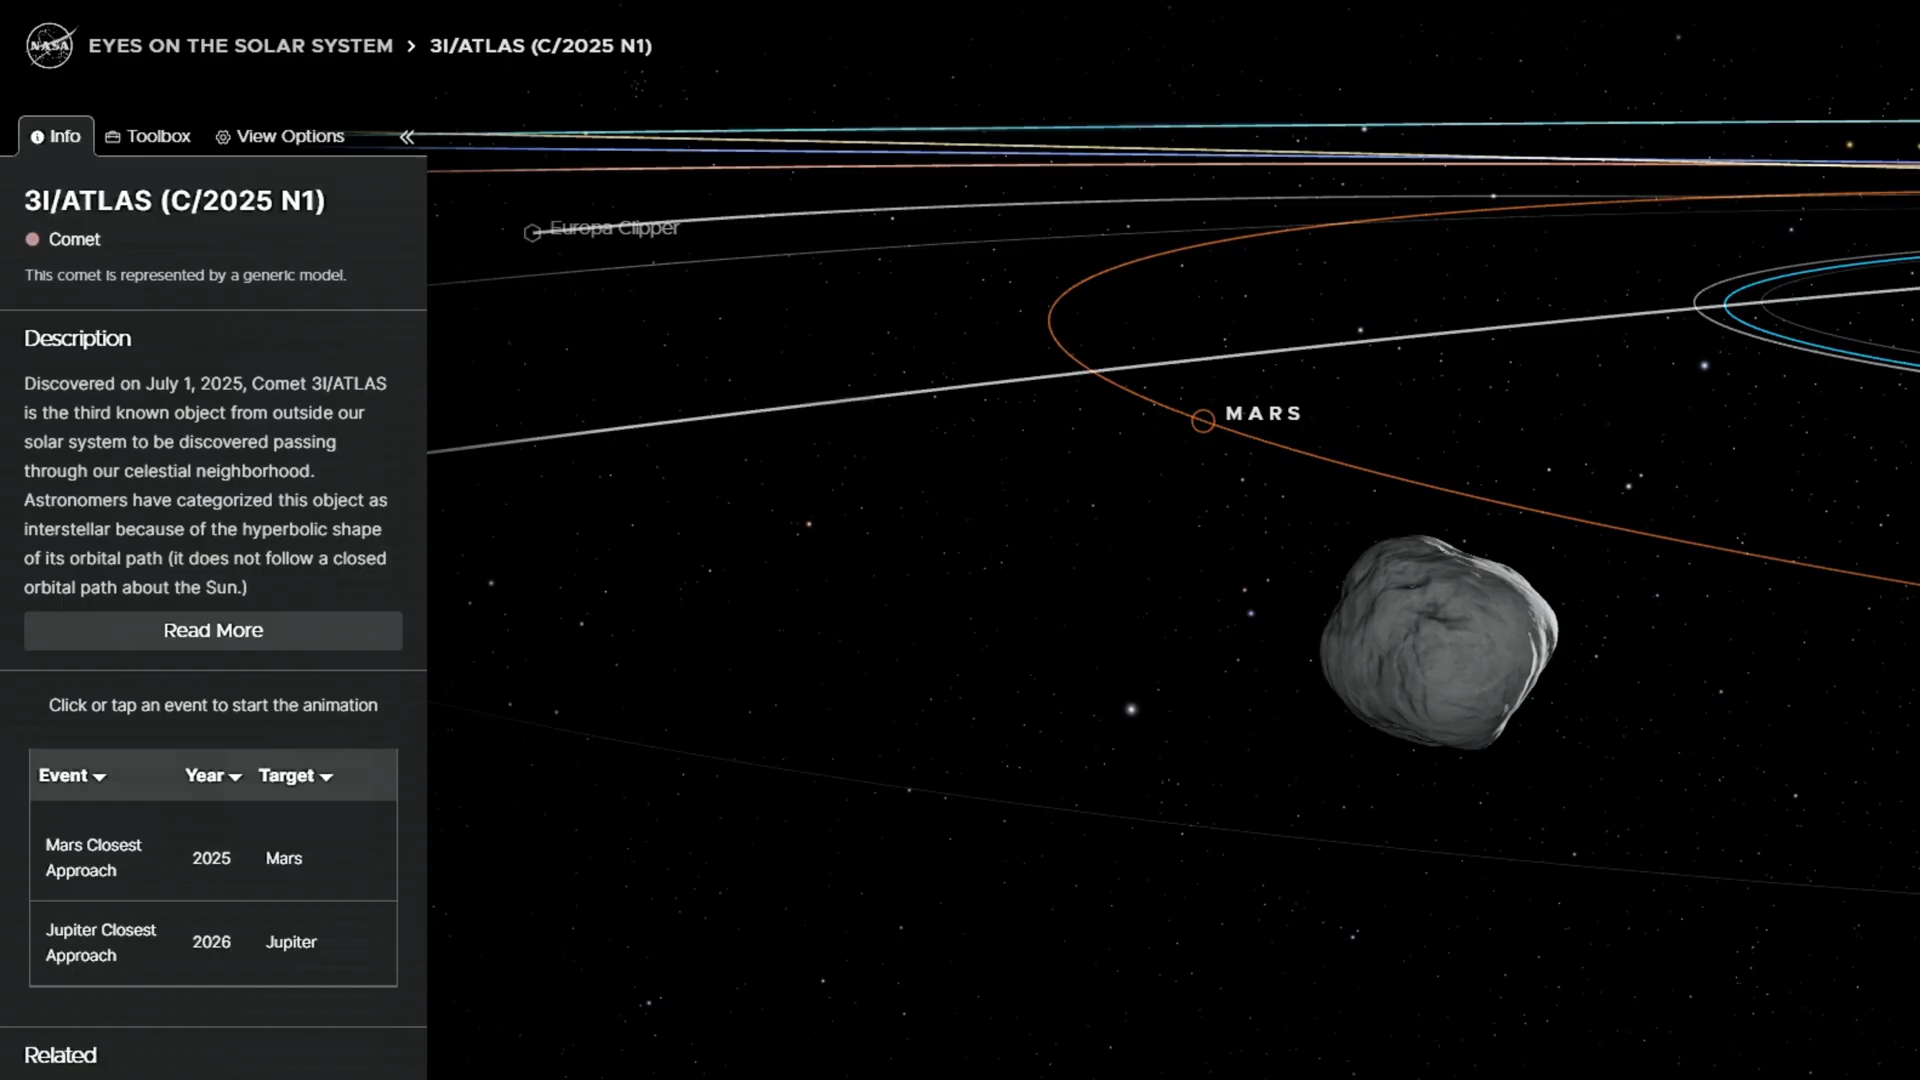 NASA EYES ON THE SOLAR SYSTEM > 3I/ATLAS (C/2025 N1)
Info Toolbox View Options
3I/ATLAS (C/2025 N1)
Comet
This comet is represented by a generic model.
Description
Discovered on July 1, 2025, Comet 3I/ATLAS
is the third known object from outside our
solar system to be discovered passing
through our celestial neighborhood.
Astronomers have categorized this object as
interstellar because of the hyperbolic shape
of its orbital path (it does not follow a closed
orbital path about the Sun.)
Read More
Click or tap an event to start the animation
Event Year Target
Mars Closest
Approach
2025
Mars
Jupiter Closest
Approach
2026
Jupiter
Related
Europa Clipper
MARS